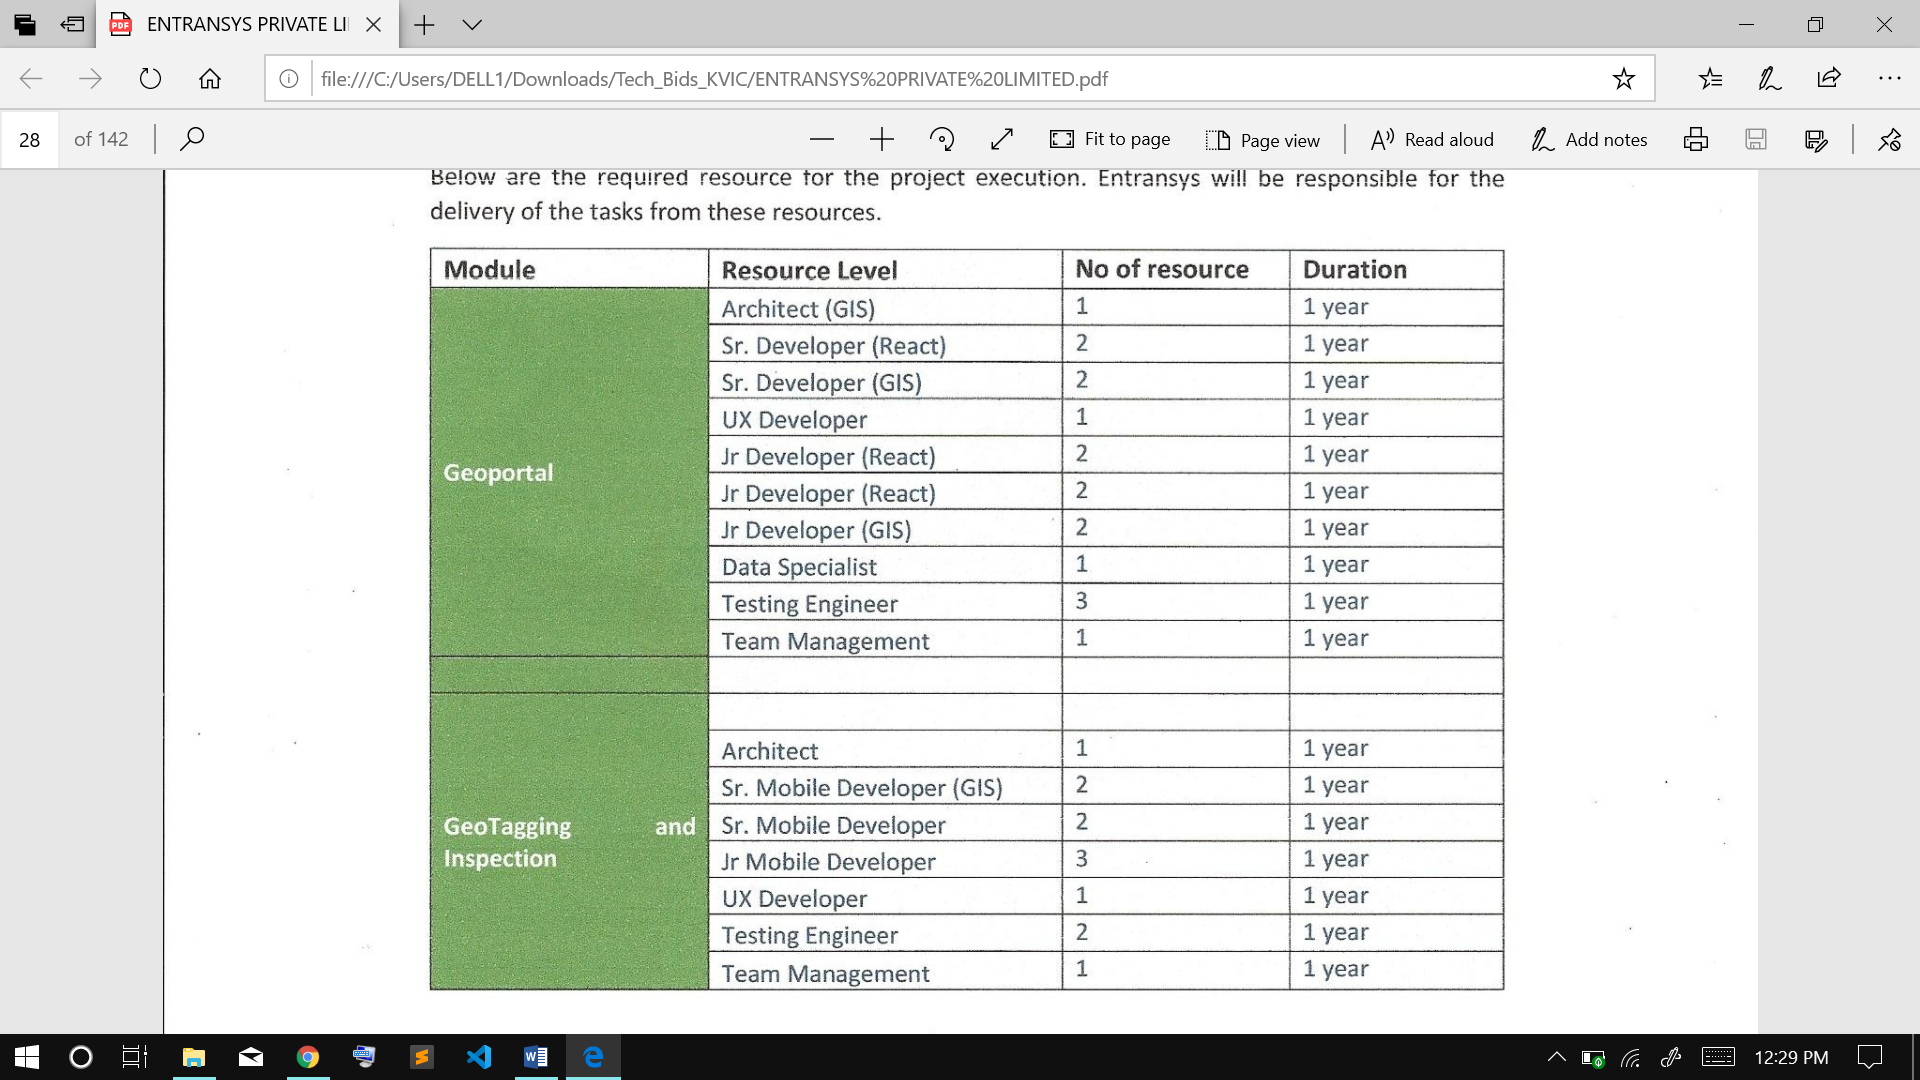 ENTRANSYS PRIVATE LI
file:///C:/Users/DELL1/Downloads/Tech_Bids_KVIC/ENTRANSYS%20PRIVATE%20LIMITED.pdf
28 of 142 Fit to page Page view Read aloud Add notes
Below are the required resource for the project execution. Entransys will be responsible for the
delivery of the tasks from these resources.
Module Resource Level No of resource Duration
Architect (GIS) 1 1 year
Sr. Developer (React) 2 1 year
Sr. Developer (GIS) 2 1 year
UX Developer 1 1 year
Jr Developer (React) 2 1 year
Geoportal
Jr Developer (React) 2 1 year
Jr Developer (GIS) 2 1 year
Data Specialist 1 1 year
Testing Engineer 3 1 year
Team Management 1 1 year
Architect 1 1 year
Sr. Mobile Developer (GIS) 2 1 year
GeoTagging and
Inspection
Sr. Mobile Developer 2 1 year
Jr Mobile Developer 3 1 year
UX Developer 1 1 year
Testing Engineer 2 1 year
Team Management 1 1 year
12:29 PM